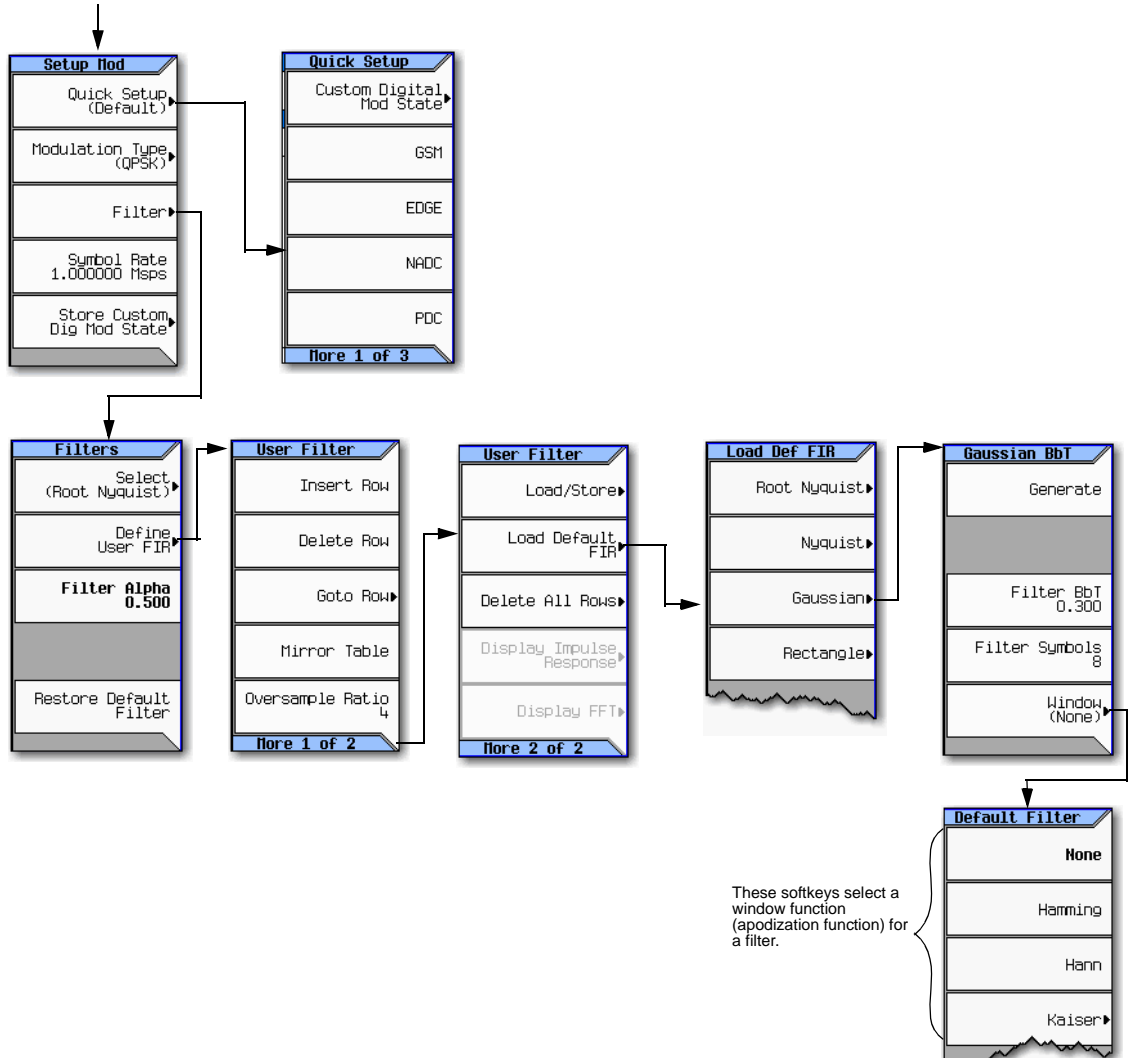 Setup Mod
Quick Setup
(Default)
Modulation Type
(QPSK)
Filter
Symbol Rate
1.000000 Msps
Store Custom
Dig Mod State
Quick Setup
Custom Digital
Mod State
GSM
EDGE
NADC
PDC
More 1 of 3
Filters
Select
(Root Nyquist)
Define
User FIR
Filter Alpha
0.500
Restore Default
Filter
User Filter
Insert Row
Delete Row
Goto Row
Mirror Table
Oversample Ratio
4
More 1 of 2
User Filter
Load/Store
Load Default
FIR
Delete All Rows
Display Impulse
Response
Display FFT
More 2 of 2
Load Def FIR
Root Nyquist
Nyquist
Gaussian
Rectangle
Gaussian BbT
Generate
Filter BbT
0.300
Filter Symbols
8
Window
(None)
Default Filter
None
Hamming
Hann
Kaiser
These softkeys select a
window function
(apodization function) for
a filter.